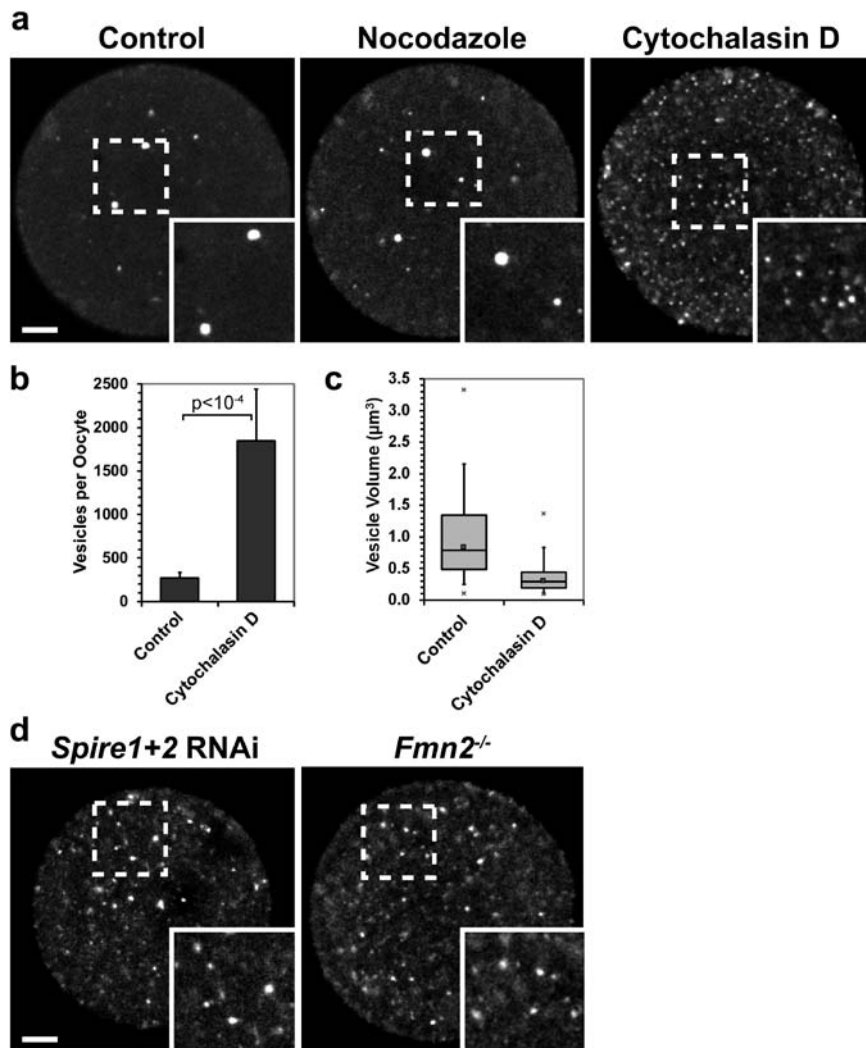 a
Control Nocodazole Cytochalasin D
b
Vesicles per Oocyte
2500
2000
1500
1000
500
0
p<10⁻⁴
Control
Cytochalasin D
c
Vesicle Volume (µm³)
3.5
3.0
2.5
2.0
1.5
1.0
0.5
0.0
Control
Cytochalasin D
d
Spire1+2 RNAi Fmn2⁻/⁻